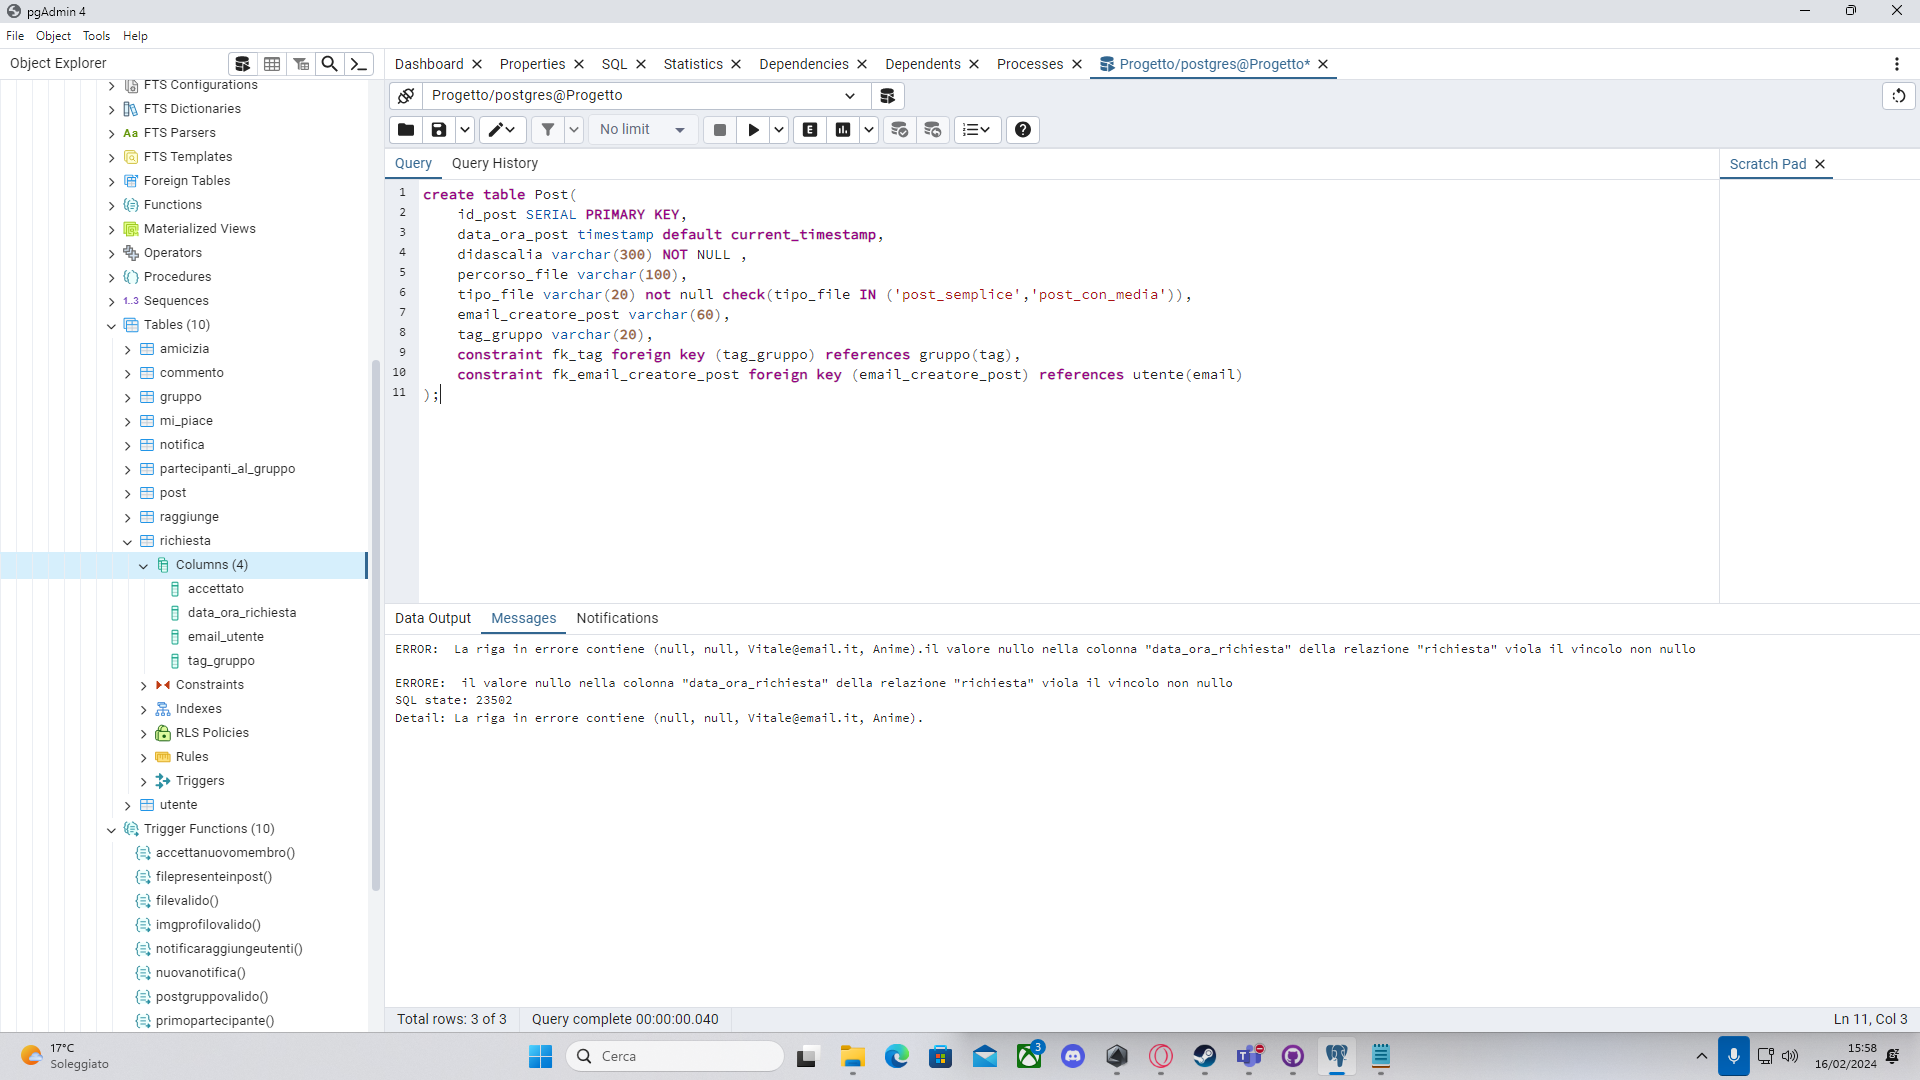 pgAdmin 4
File Object Tools Help
Object Explorer
FTS Configurations
FTS Dictionaries
Aa FTS Parsers
FTS Templates
Foreign Tables
Functions
Materialized Views
Operators
Procedures
1..3 Sequences
Tables (10)
amicizia
commento
gruppo
mi_piace
notifica
partecipanti_al_gruppo
post
raggiunge
richiesta
Columns (4)
accettato
data_ora_richiesta
email_utente
tag_gruppo
Constraints
Indexes
RLS Policies
Rules
Triggers
utente
Trigger Functions (10)
accettanuovomembro()
filepresenteinpost()
filevalido()
imgprofilovalido()
notificaraggiungeutenti()
nuovanotifica()
postgruppovalido()
primopartecipante()
Dashboard Properties SQL Statistics Dependencies Dependents Processes Progetto/postgres@Progetto*
Progetto/postgres@Progetto
No limit E
Query Query History
Scratch Pad
1 create table Post(
2 id_post SERIAL PRIMARY KEY,
3 data_ora_post timestamp default current_timestamp,
4 didascalia varchar(300) NOT NULL ,
5 percorso_file varchar(100),
6 tipo_file varchar(20) not null check(tipo_file IN ('post_semplice','post_con_media')),
7 email_creatore_post varchar(60),
8 tag_gruppo varchar(20),
9 constraint fk_tag foreign key (tag_gruppo) references gruppo(tag),
10 constraint fk_email_creatore_post foreign key (email_creatore_post) references utente(email)
11 );
Data Output Messages Notifications
ERROR:  La riga in errore contiene (null, null, Vitale@email.it, Anime).il valore nullo nella colonna "data_ora_richiesta" della relazione "richiesta" viola il vincolo non nullo
ERRORE:  il valore nullo nella colonna "data_ora_richiesta" della relazione "richiesta" viola il vincolo non nullo
SQL state: 23502
Detail: La riga in errore contiene (null, null, Vitale@email.it, Anime).
Total rows: 3 of 3 Query complete 00:00:00.040
Ln 11, Col 3
17°C
Soleggiato
Cerca
3
15:58
16/02/2024